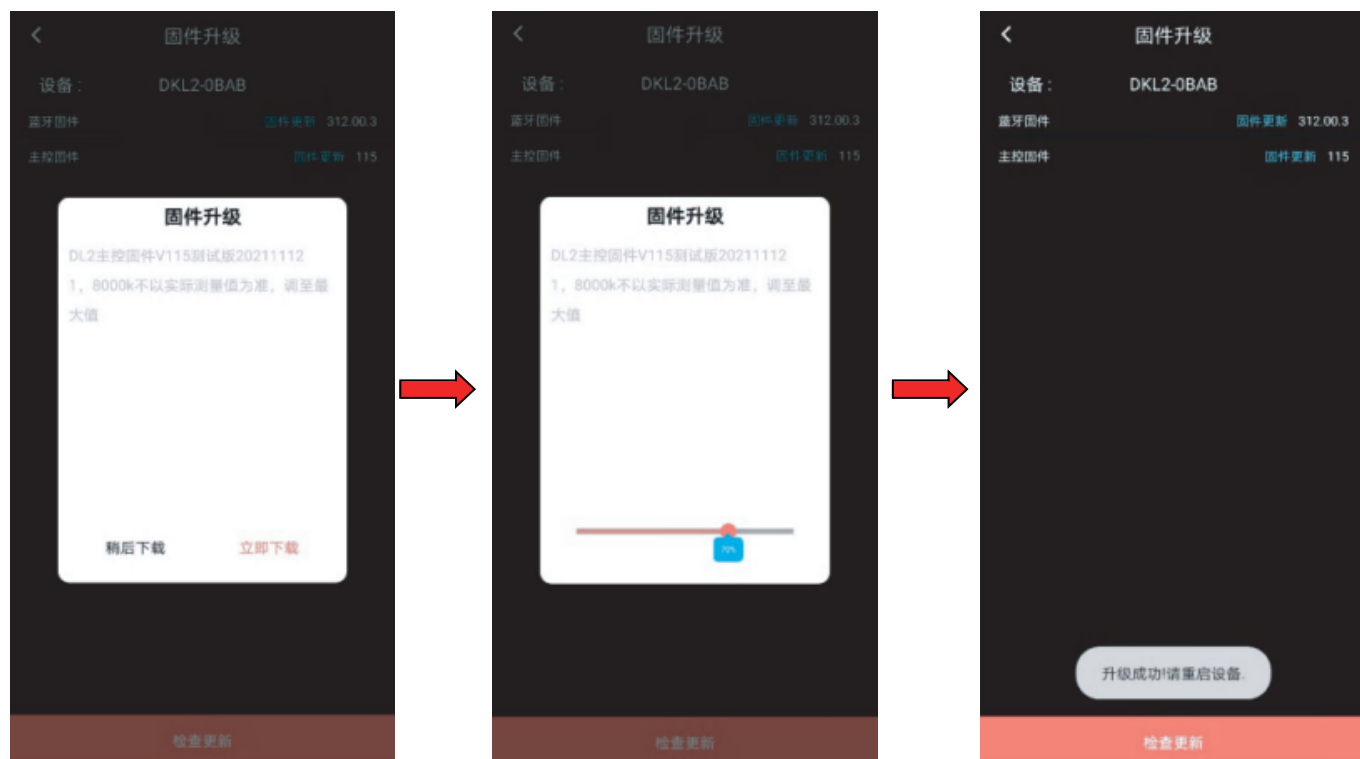 固件升级
设备： DKL2-0BAB
蓝牙固件 固件更新 312.00.3
主控固件 固件更新 115
固件升级
DL2主控固件V115测试版20211112
1，8000k不以实际测量值为准，调至最
大值
稍后下载 立即下载
检查更新
固件升级
设备： DKL2-0BAB
蓝牙固件 固件更新 312.00.3
主控固件 固件更新 115
固件升级
DL2主控固件V115测试版20211112
1，8000k不以实际测量值为准，调至最
大值
70%
检查更新
固件升级
设备： DKL2-0BAB
蓝牙固件 固件更新 312.00.3
主控固件 固件更新 115
升级成功!请重启设备.
检查更新